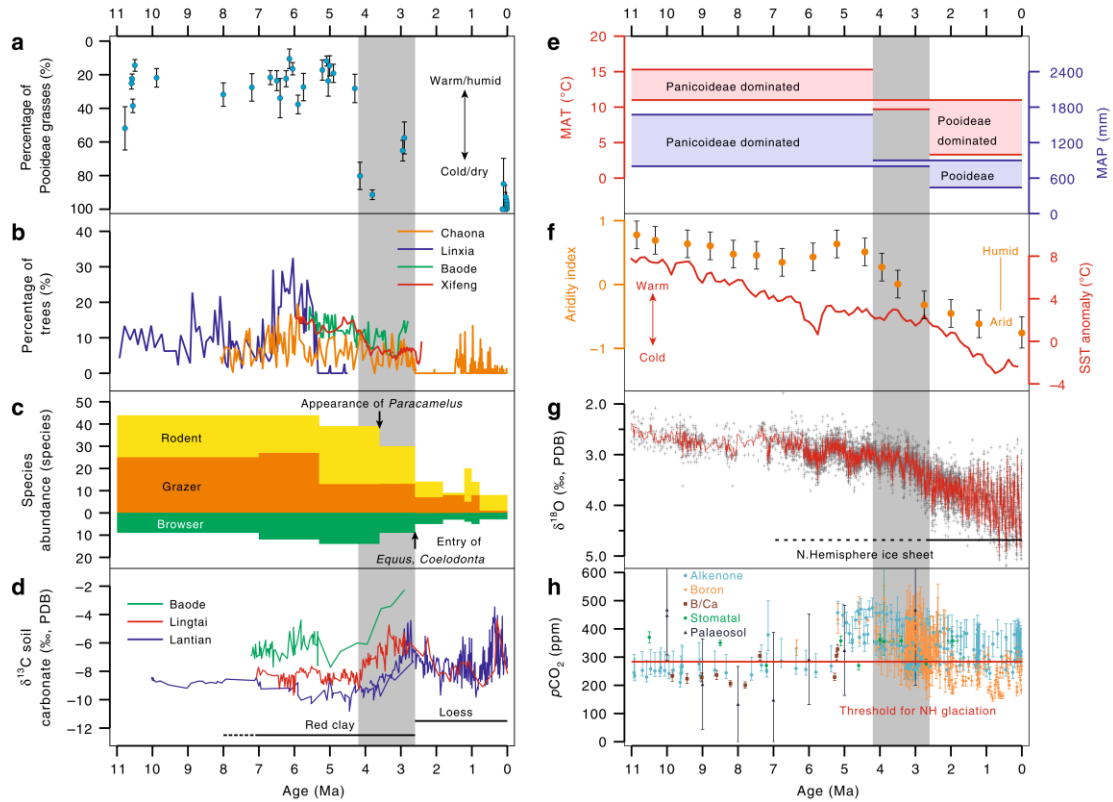 11 10 9 8 7 6 5 4 3 2 1 0
a
Percentage of
Pooideae grasses (%)
0
20
40
60
80
100
Warm/humid
Cold/dry
b
Percentage of
trees (%)
40
30
20
10
0
Chaona
Linxia
Baode
Xifeng
c
Species
abundance (species)
50
40
30
20
10
0
10
20
Appearance of Paracamelus
Rodent
Grazer
Browser
Entry of
Equus, Coelodonta
d
δ13C soil
carbonate (‰, PDB)
−2
−4
−6
−8
−10
−12
Baode
Lingtai
Lantian
Loess
Red clay
11 10 9 8 7 6 5 4 3 2 1 0
Age (Ma)
11 10 9 8 7 6 5 4 3 2 1 0
e
MAT (°C)
20
15
10
5
0
Panicoideae dominated
Panicoideae dominated
Pooideae
dominated
Pooideae
2400
1800
1200
600
0
MAP (mm)
f
Aridity index
1
0
−1
Warm
Cold
Humid
Arid
8
4
0
−4
SST anomaly (°C)
g
δ18O (‰, PDB)
2.0
3.0
4.0
5.0
N.Hemisphere ice sheet
h
pCO2 (ppm)
600
500
400
300
200
100
0
Alkenone
Boron
B/Ca
Stomatal
Palaeosol
Threshold for NH glaciation
11 10 9 8 7 6 5 4 3 2 1 0
Age (Ma)